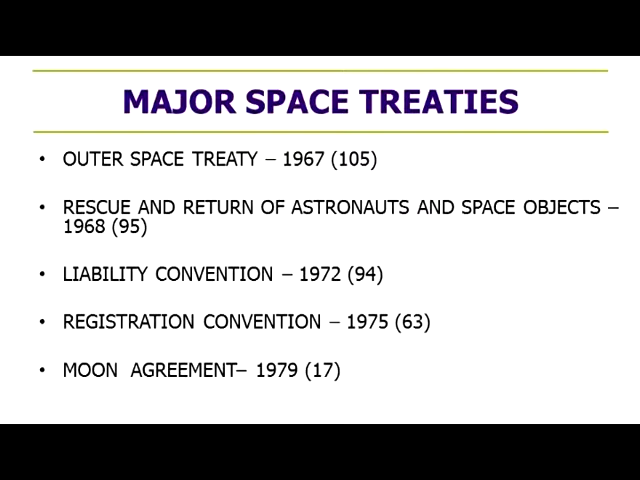 MAJOR SPACE TREATIES
• OUTER SPACE TREATY – 1967 (105)
• RESCUE AND RETURN OF ASTRONAUTS AND SPACE OBJECTS –
1968 (95)
• LIABILITY CONVENTION – 1972 (94)
• REGISTRATION CONVENTION – 1975 (63)
• MOON AGREEMENT– 1979 (17)